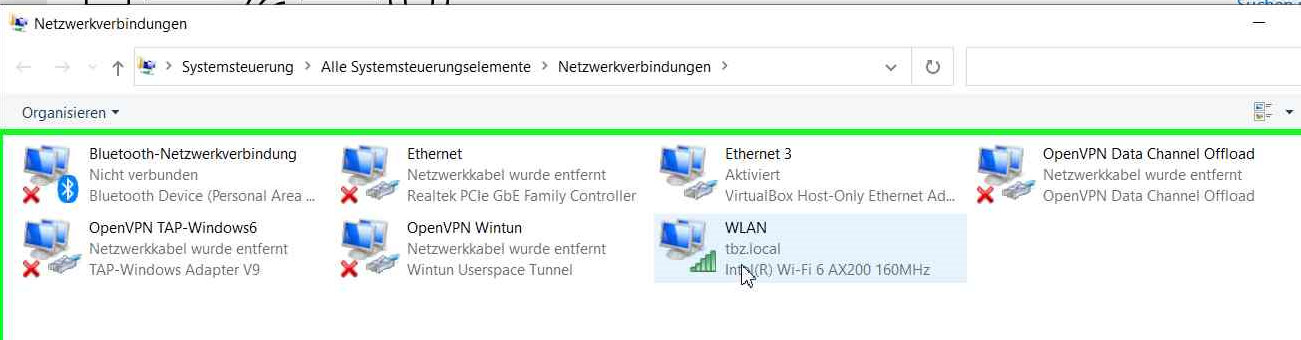 Netzwerkverbindungen
Systemsteuerung > Alle Systemsteuerungselemente > Netzwerkverbindungen >
Organisieren
Bluetooth-Netzwerkverbindung
Nicht verbunden
Bluetooth Device (Personal Area ...
Ethernet
Netzwerkkabel wurde entfernt
Realtek PCIe GbE Family Controller
Ethernet 3
Aktiviert
VirtualBox Host-Only Ethernet Ad...
OpenVPN Data Channel Offload
Netzwerkkabel wurde entfernt
OpenVPN Data Channel Offload
OpenVPN TAP-Windows6
Netzwerkkabel wurde entfernt
TAP-Windows Adapter V9
OpenVPN Wintun
Netzwerkkabel wurde entfernt
Wintun Userspace Tunnel
WLAN
tbz.local
Intel(R) Wi-Fi 6 AX200 160MHz